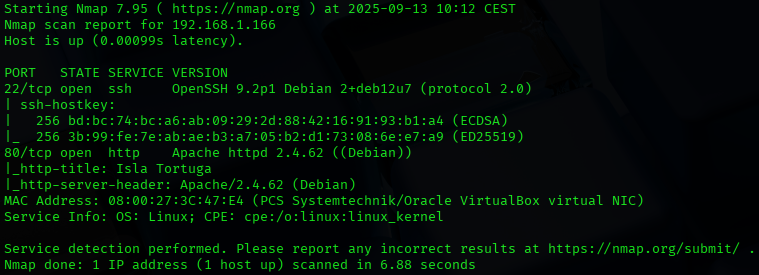 Starting Nmap 7.95 ( https://nmap.org ) at 2025-09-13 10:12 CEST
Nmap scan report for 192.168.1.166
Host is up (0.00099s latency).

PORT   STATE SERVICE VERSION
22/tcp open  ssh     OpenSSH 9.2p1 Debian 2+deb12u7 (protocol 2.0)
| ssh-hostkey:
|   256 bd:bc:74:bc:a6:ab:09:29:2d:88:42:16:91:93:b1:a4 (ECDSA)
|_  256 3b:99:fe:7e:ab:ae:b3:a7:05:b2:d1:73:08:6e:e7:a9 (ED25519)
80/tcp open  http    Apache httpd 2.4.62 ((Debian))
|_http-title: Isla Tortuga
|_http-server-header: Apache/2.4.62 (Debian)
MAC Address: 08:00:27:3C:47:E4 (PCS Systemtechnik/Oracle VirtualBox virtual NIC)
Service Info: OS: Linux; CPE: cpe:/o:linux:linux_kernel

Service detection performed. Please report any incorrect results at https://nmap.org/submit/ .
Nmap done: 1 IP address (1 host up) scanned in 6.88 seconds